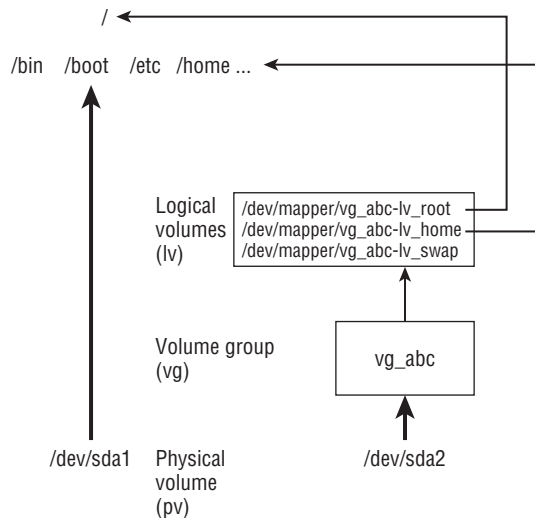 /
/bin /boot /etc /home ...
Logical
volumes
(lv)
/dev/mapper/vg_abc-lv_root
/dev/mapper/vg_abc-lv_home
/dev/mapper/vg_abc-lv_swap
Volume group
(vg)
vg_abc
/dev/sda1
Physical
volume
(pv)
/dev/sda2